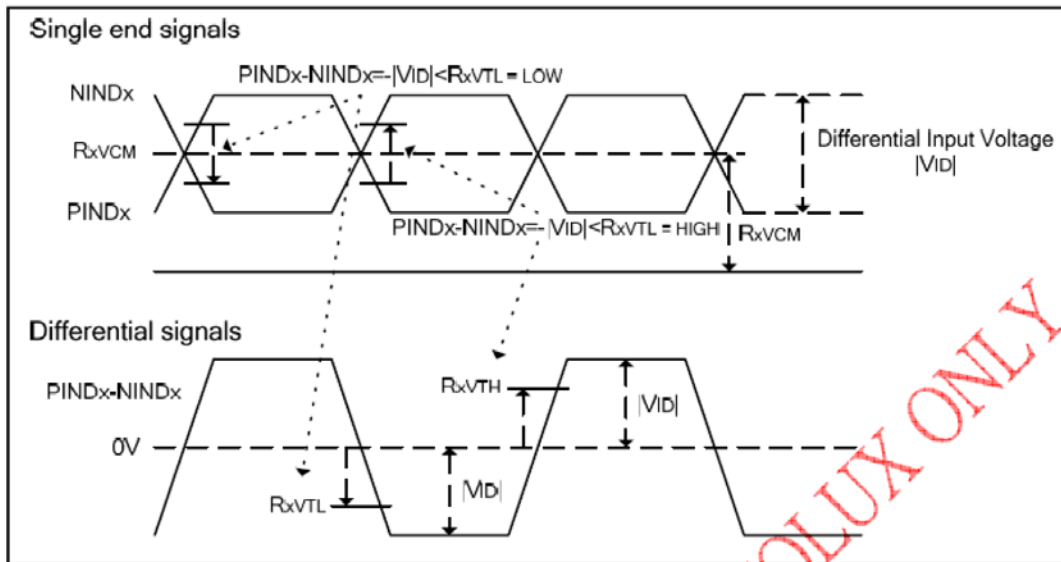 Single end signals
PINDx-NINDx=-|VID|<RxVTL = LOW
NINDx
RxVCM
Differential Input Voltage
|VID|
PINDx
PINDx-NINDx=-|VID|<RxVTL = HIGH
RxVCM
Differential signals
PINDx-NINDx
RxVTH
|VID|
0V
|VID|
RxVTL
OLUX ONLY